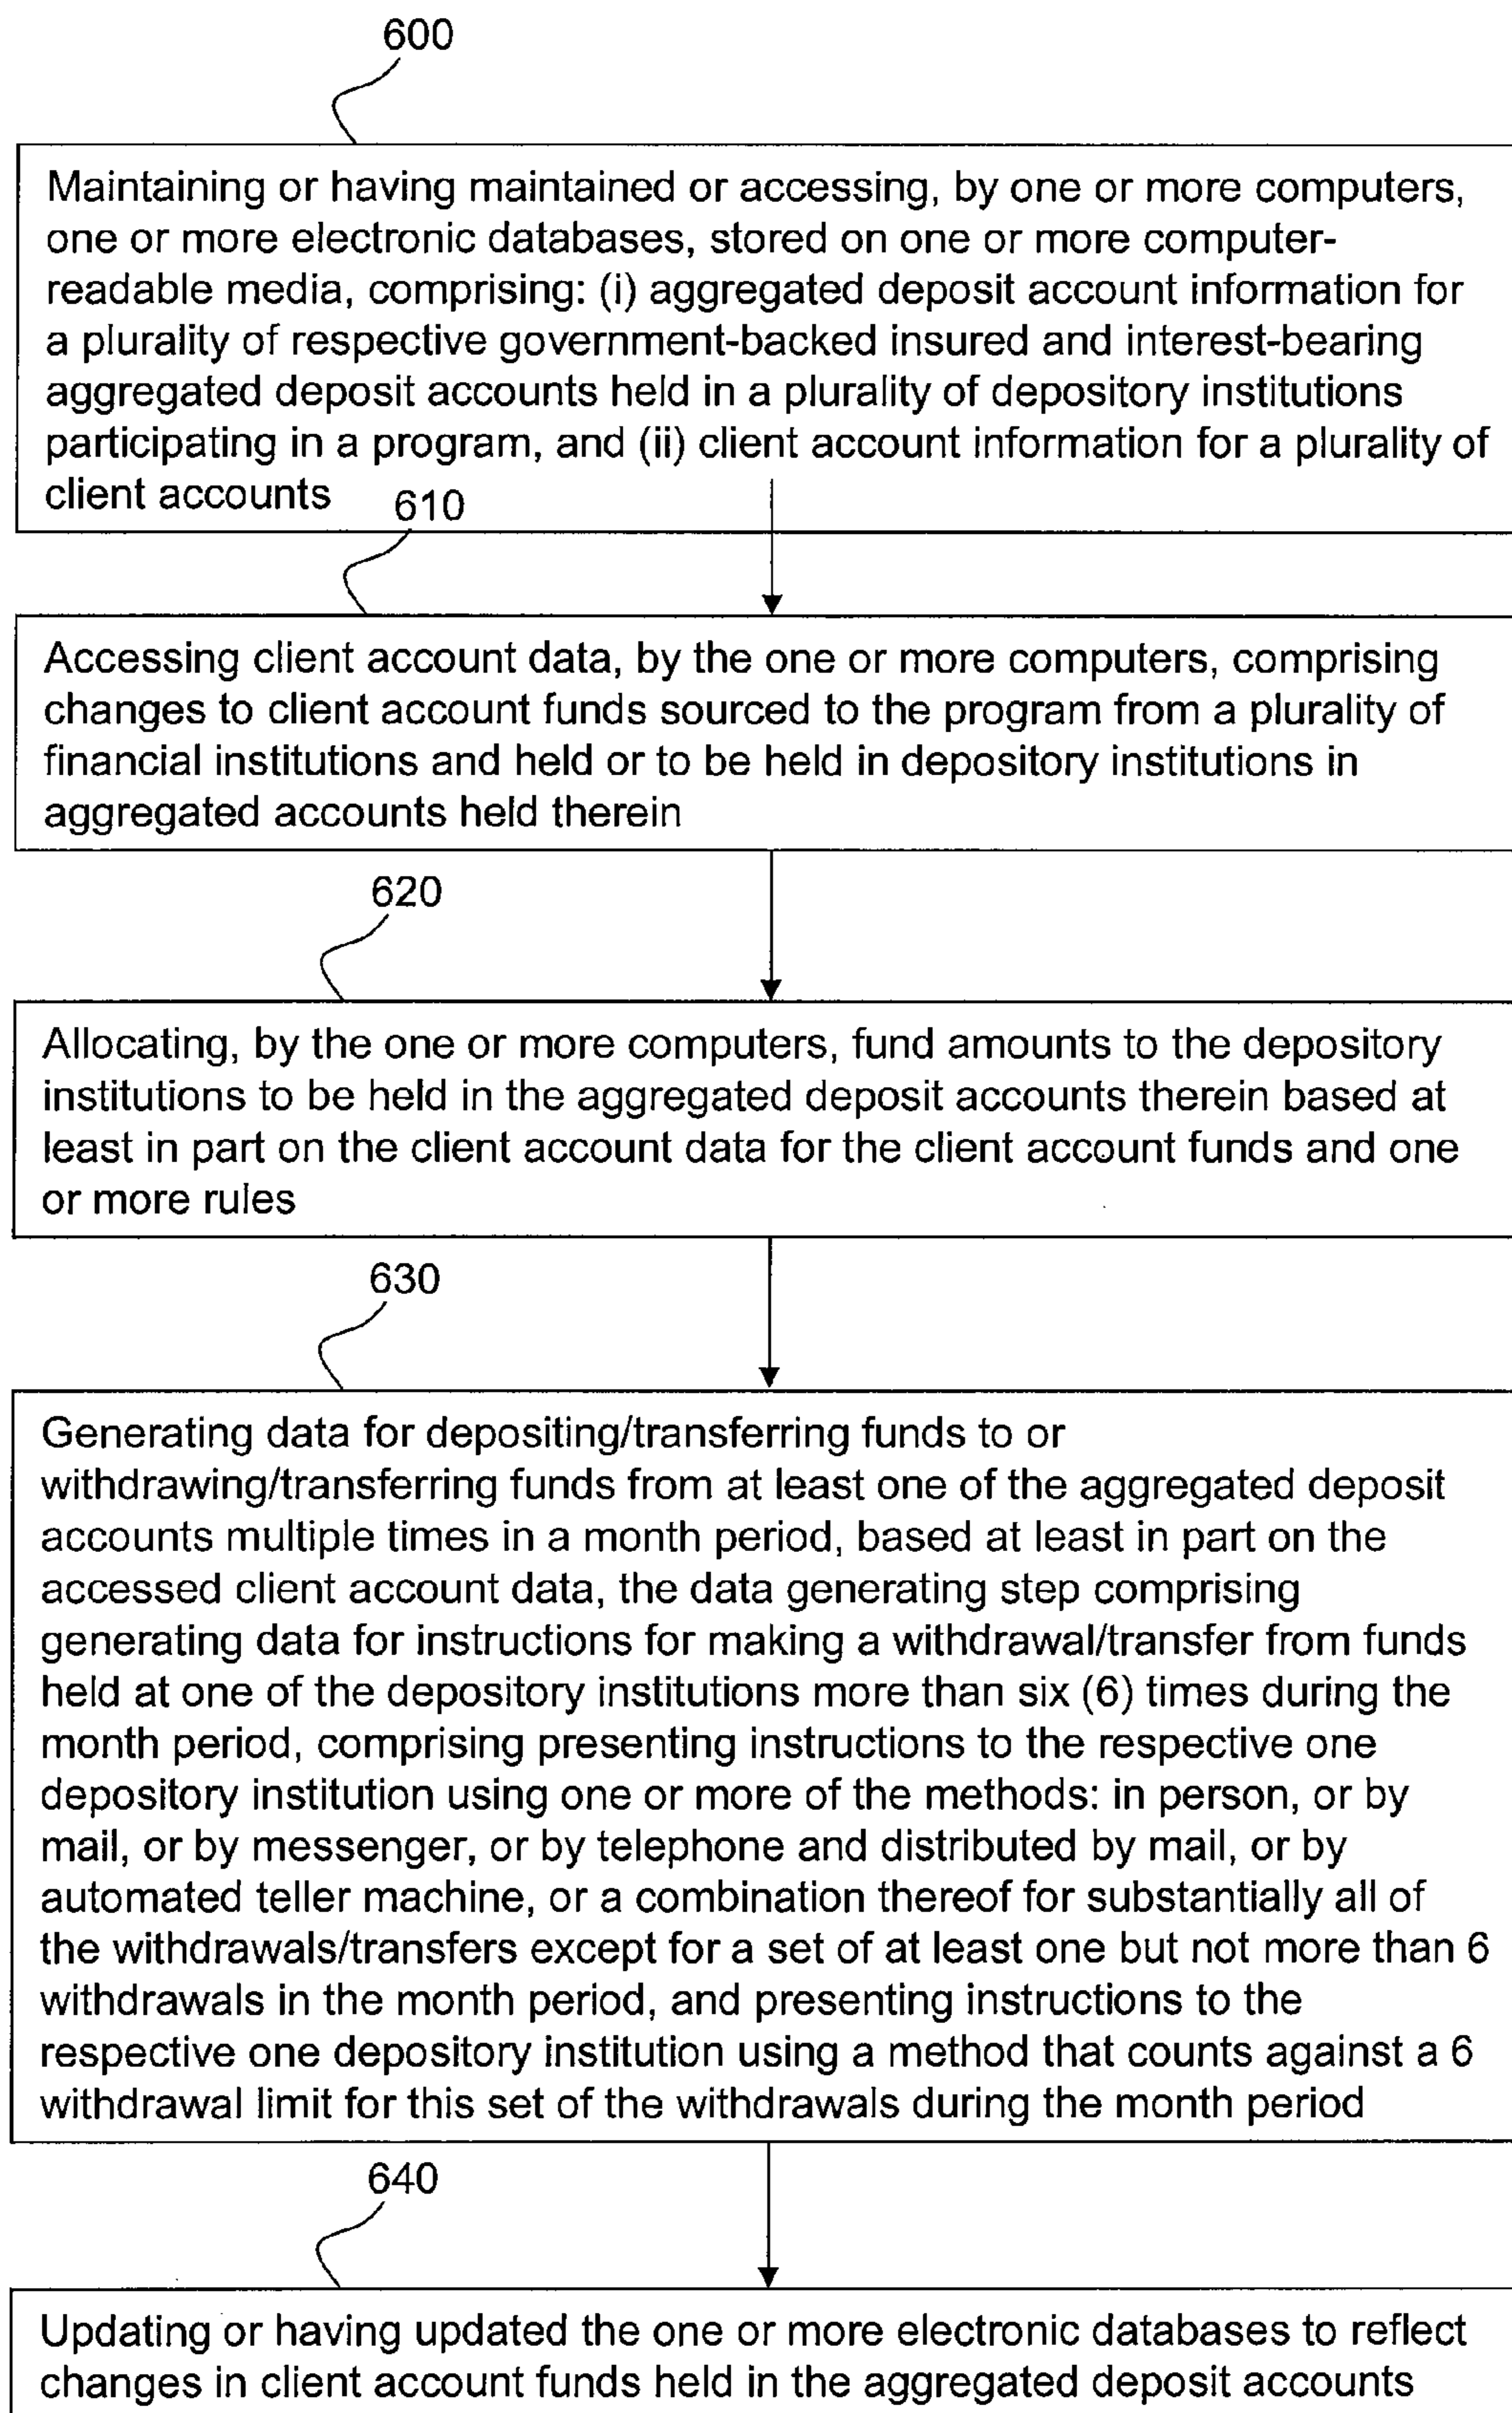 600
Maintaining or having maintained or accessing, by one or more computers,
one or more electronic databases, stored on one or more computer-
readable media, comprising: (i) aggregated deposit account information for
a plurality of respective government-backed insured and interest-bearing
aggregated deposit accounts held in a plurality of depository institutions
participating in a program, and (ii) client account information for a plurality of
client accounts
610
Accessing client account data, by the one or more computers, comprising
changes to client account funds sourced to the program from a plurality of
financial institutions and held or to be held in depository institutions in
aggregated accounts held therein
620
Allocating, by the one or more computers, fund amounts to the depository
institutions to be held in the aggregated deposit accounts therein based at
least in part on the client account data for the client account funds and one
or more rules
630
Generating data for depositing/transferring funds to or
withdrawing/transferring funds from at least one of the aggregated deposit
accounts multiple times in a month period, based at least in part on the
accessed client account data, the data generating step comprising
generating data for instructions for making a withdrawal/transfer from funds
held at one of the depository institutions more than six (6) times during the
month period, comprising presenting instructions to the respective one
depository institution using one or more of the methods: in person, or by
mail, or by messenger, or by telephone and distributed by mail, or by
automated teller machine, or a combination thereof for substantially all of
the withdrawals/transfers except for a set of at least one but not more than 6
withdrawals in the month period, and presenting instructions to the
respective one depository institution using a method that counts against a 6
withdrawal limit for this set of the withdrawals during the month period
640
Updating or having updated the one or more electronic databases to reflect
changes in client account funds held in the aggregated deposit accounts